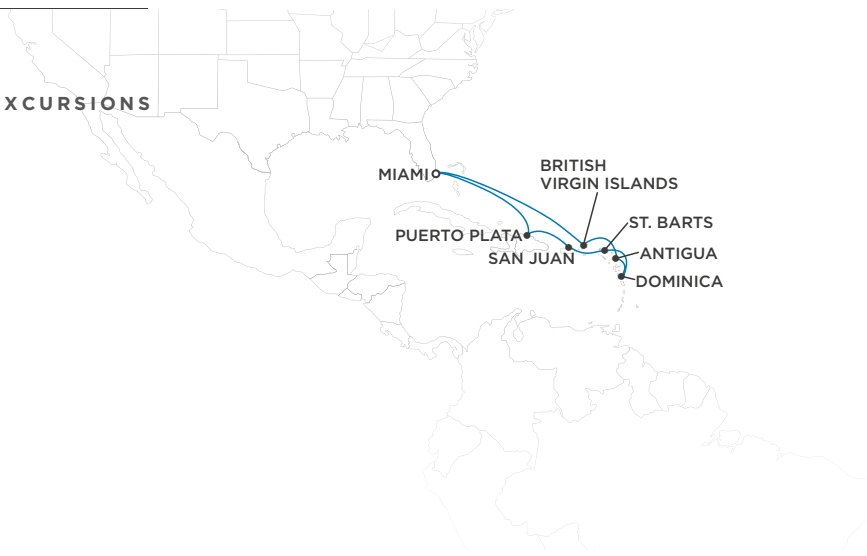 XCURSIONS
BRITISH
VIRGIN ISLANDS
MIAMI
ST. BARTS
PUERTO PLATA
SAN JUAN
ANTIGUA
DOMINICA